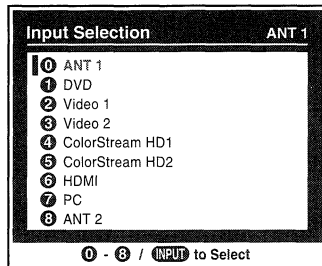 Input Selection ANT 1
0 ANT 1
1 DVD
2 Video 1
3 Video 2
4 ColorStream HD1
5 ColorStream HD2
6 HDMI
7 PC
8 ANT 2
0 - 8 / INPUT to Select